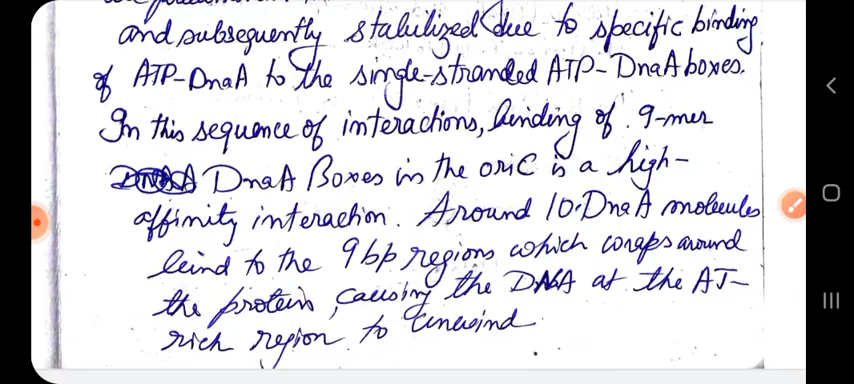 and subsequently stabilized due to specific binding
of ATP-DnaA to the single-stranded ATP-DnaA boxes.
In this sequence of interactions, binding of 9-mer
DnaA Boxes in the oriC is a high-
affinity interaction. Around 10 DnaA molecules
bind to the 9bp regions which wraps around
the protein, causing the DNA at the AT-
rich region to unwind